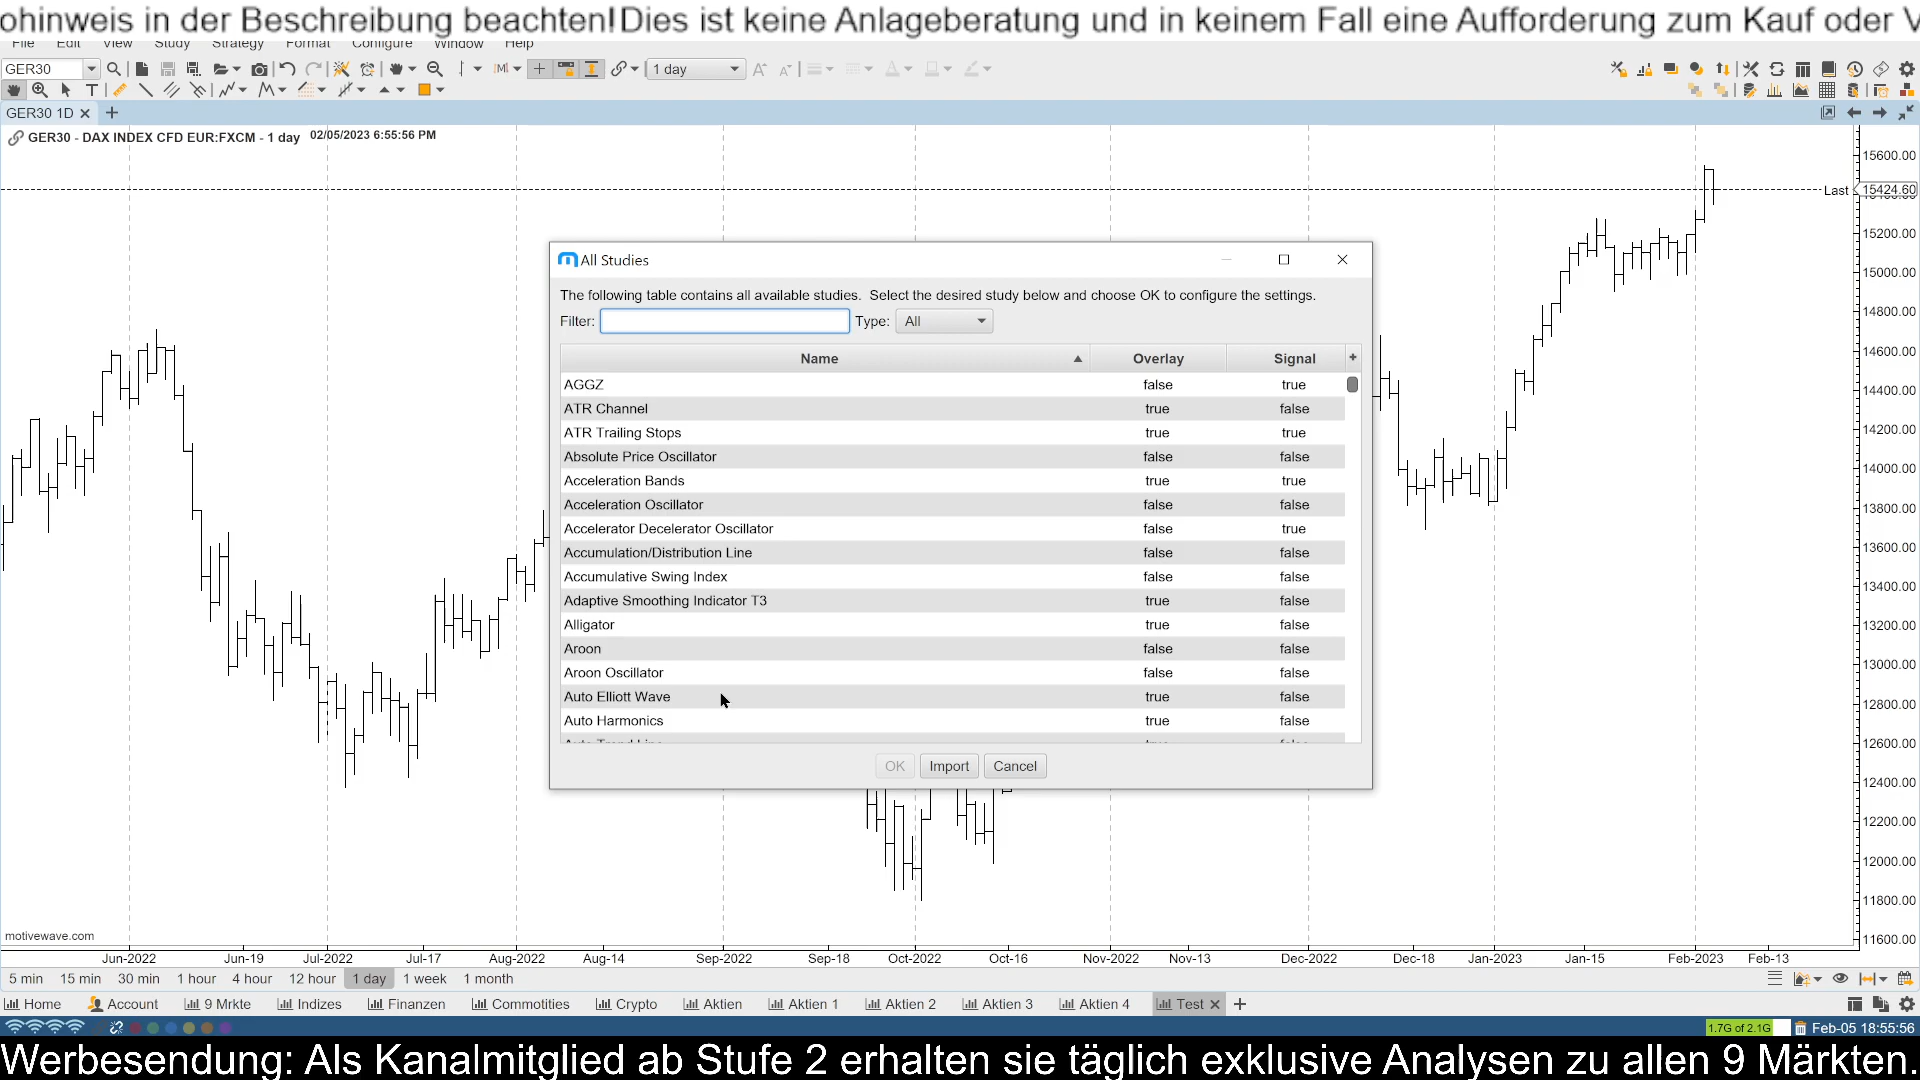 ohinweis in der Beschreibung beachten! Dies ist keine Anlageberatung und in keinem Fall eine Aufforderung zum Kauf oder V
File Edit View Study Strategy Format Configure Window Help
GER30
1 day
GER30 1D
GER30 - DAX INDEX CFD EUR:FXCM - 1 day 02/05/2023 6:55:56 PM
15600.00
Last 15424.60
15200.00
15000.00
14800.00
14600.00
14400.00
14200.00
14000.00
13800.00
13600.00
13400.00
13200.00
13000.00
12800.00
12600.00
12400.00
12200.00
12000.00
11800.00
11600.00
All Studies
The following table contains all available studies. Select the desired study below and choose OK to configure the settings.
Filter: Type: All
Name Overlay Signal +
AGGZ false true
ATR Channel true false
ATR Trailing Stops true true
Absolute Price Oscillator false false
Acceleration Bands true true
Acceleration Oscillator false false
Accelerator Decelerator Oscillator false true
Accumulation/Distribution Line false false
Accumulative Swing Index false false
Adaptive Smoothing Indicator T3 true false
Alligator true false
Aroon false false
Aroon Oscillator false false
Auto Elliott Wave true false
Auto Harmonics true false
OK Import Cancel
motivewave.com
Jun-2022 Jun-19 Jul-2022 Jul-17 Aug-2022 Aug-14 Sep-2022 Sep-18 Oct-2022 Oct-16 Nov-2022 Nov-13 Dec-2022 Dec-18 Jan-2023 Jan-15 Feb-2023 Feb-13
5 min 15 min 30 min 1 hour 4 hour 12 hour 1 day 1 week 1 month
Home Account 9 Mrkte Indizes Finanzen Commotities Crypto Aktien Aktien 1 Aktien 2 Aktien 3 Aktien 4 Test
1.7G of 2.1G Feb-05 18:55:56
Werbesendung: Als Kanalmitglied ab Stufe 2 erhalten sie täglich exklusive Analysen zu allen 9 Märkten.